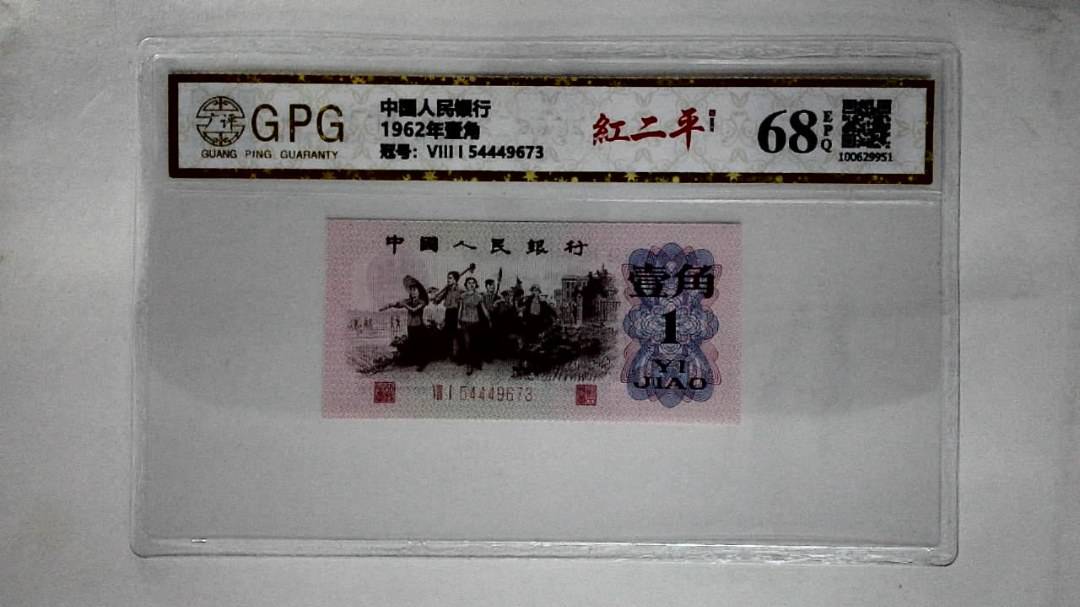 GPG
GUANG PING GUARANTY
中國人民銀行
1962年壹角
冠号: VIII I 54449673
紅二平
68
EPQ
100629951
中國人民銀行
壹角
1
YI
JIAO
VIII I 54449673